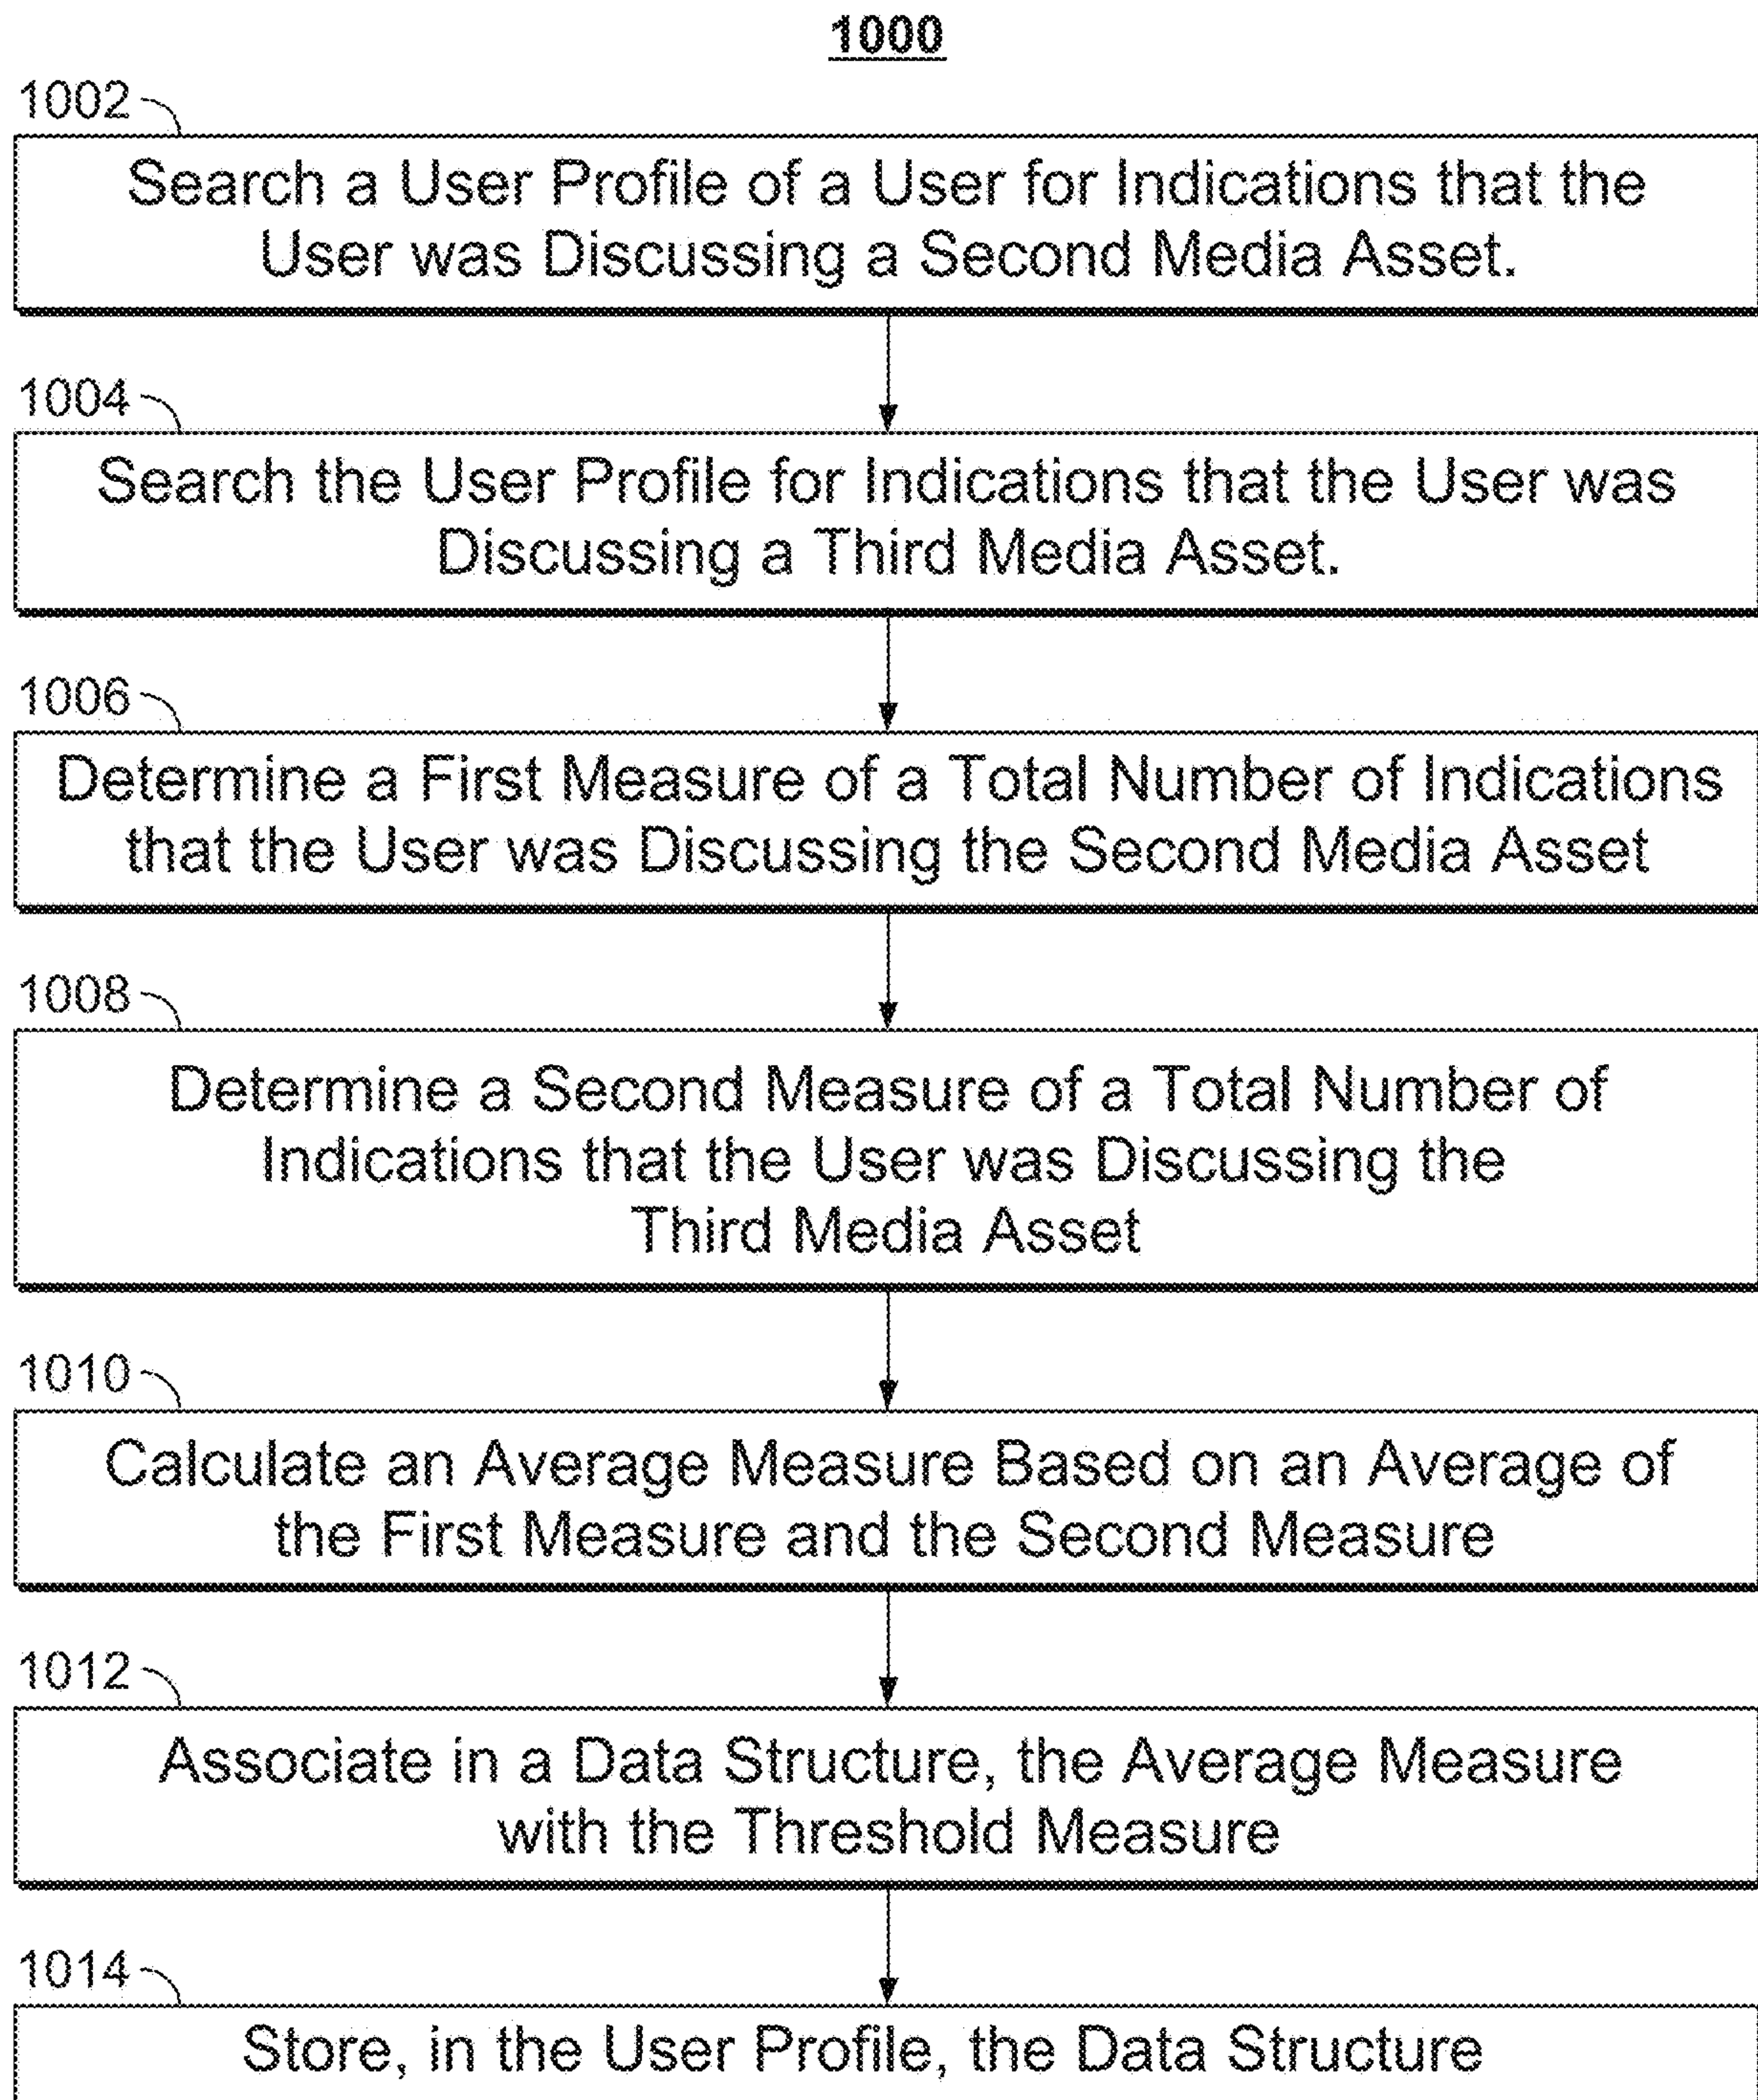 1000
1002
Search a User Profile of a User for Indications that the
User was Discussing a Second Media Asset.
1004
Search the User Profile for Indications that the User was
Discussing a Third Media Asset.
1006
Determine a First Measure of a Total Number of Indications
that the User was Discussing the Second Media Asset
1008
Determine a Second Measure of a Total Number of
Indications that the User was Discussing the
Third Media Asset
1010
Calculate an Average Measure Based on an Average of
the First Measure and the Second Measure
1012
Associate in a Data Structure, the Average Measure
with the Threshold Measure
1014
Store, in the User Profile, the Data Structure